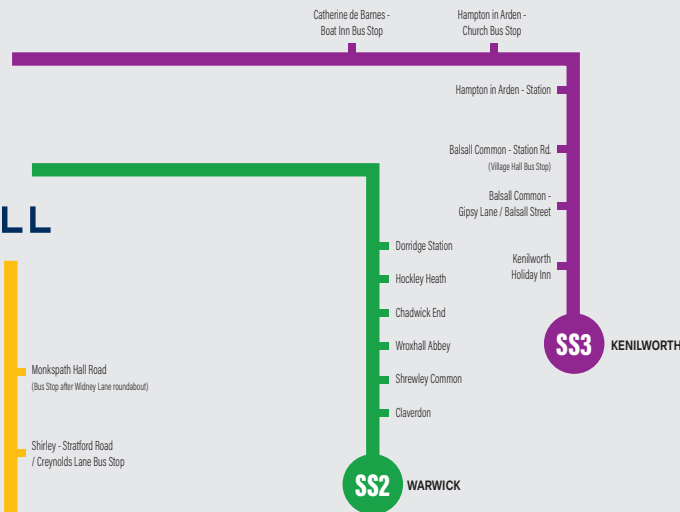 Catherine de Barnes -
Boat Inn Bus Stop
Hampton in Arden -
Church Bus Stop
Hampton in Arden - Station
Balsall Common - Station Rd.
(Village Hall Bus Stop)
Balsall Common -
Gipsy Lane / Balsall Street
Kenilworth
Holiday Inn
SS3
KENILWORTH
LL
Dorridge Station
Hockley Heath
Chadwick End
Wroxhall Abbey
Shrewley Common
Claverdon
SS2
WARWICK
Monkspath Hall Road
(Bus Stop after Widney Lane roundabout)
Shirley - Stratford Road
/ Creynolds Lane Bus Stop